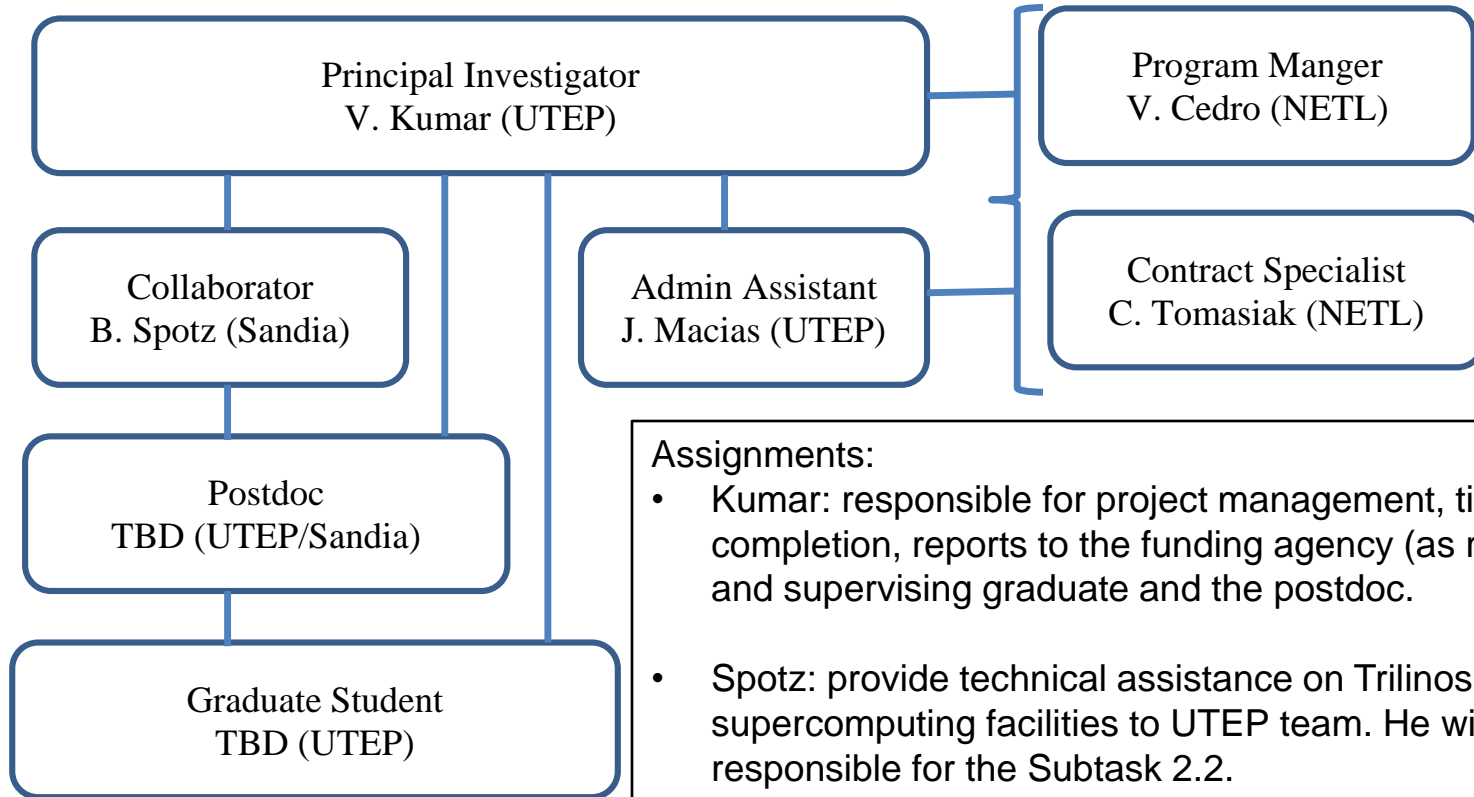 Principal Investigator
V. Kumar (UTEP)
Program Manger
V. Cedro (NETL)
Collaborator
B. Spotz (Sandia)
Admin Assistant
J. Macias (UTEP)
Contract Specialist
C. Tomasiak (NETL)
Postdoc
TBD (UTEP/Sandia)
Graduate Student
TBD (UTEP)
Assignments:
• Kumar: responsible for project management,
completion, reports to the funding agency (as
and supervising graduate and the postdoc.
• Spotz: provide technical assistance on Trilinos
supercomputing facilities to UTEP team. He
responsible for the Subtask 2.2.